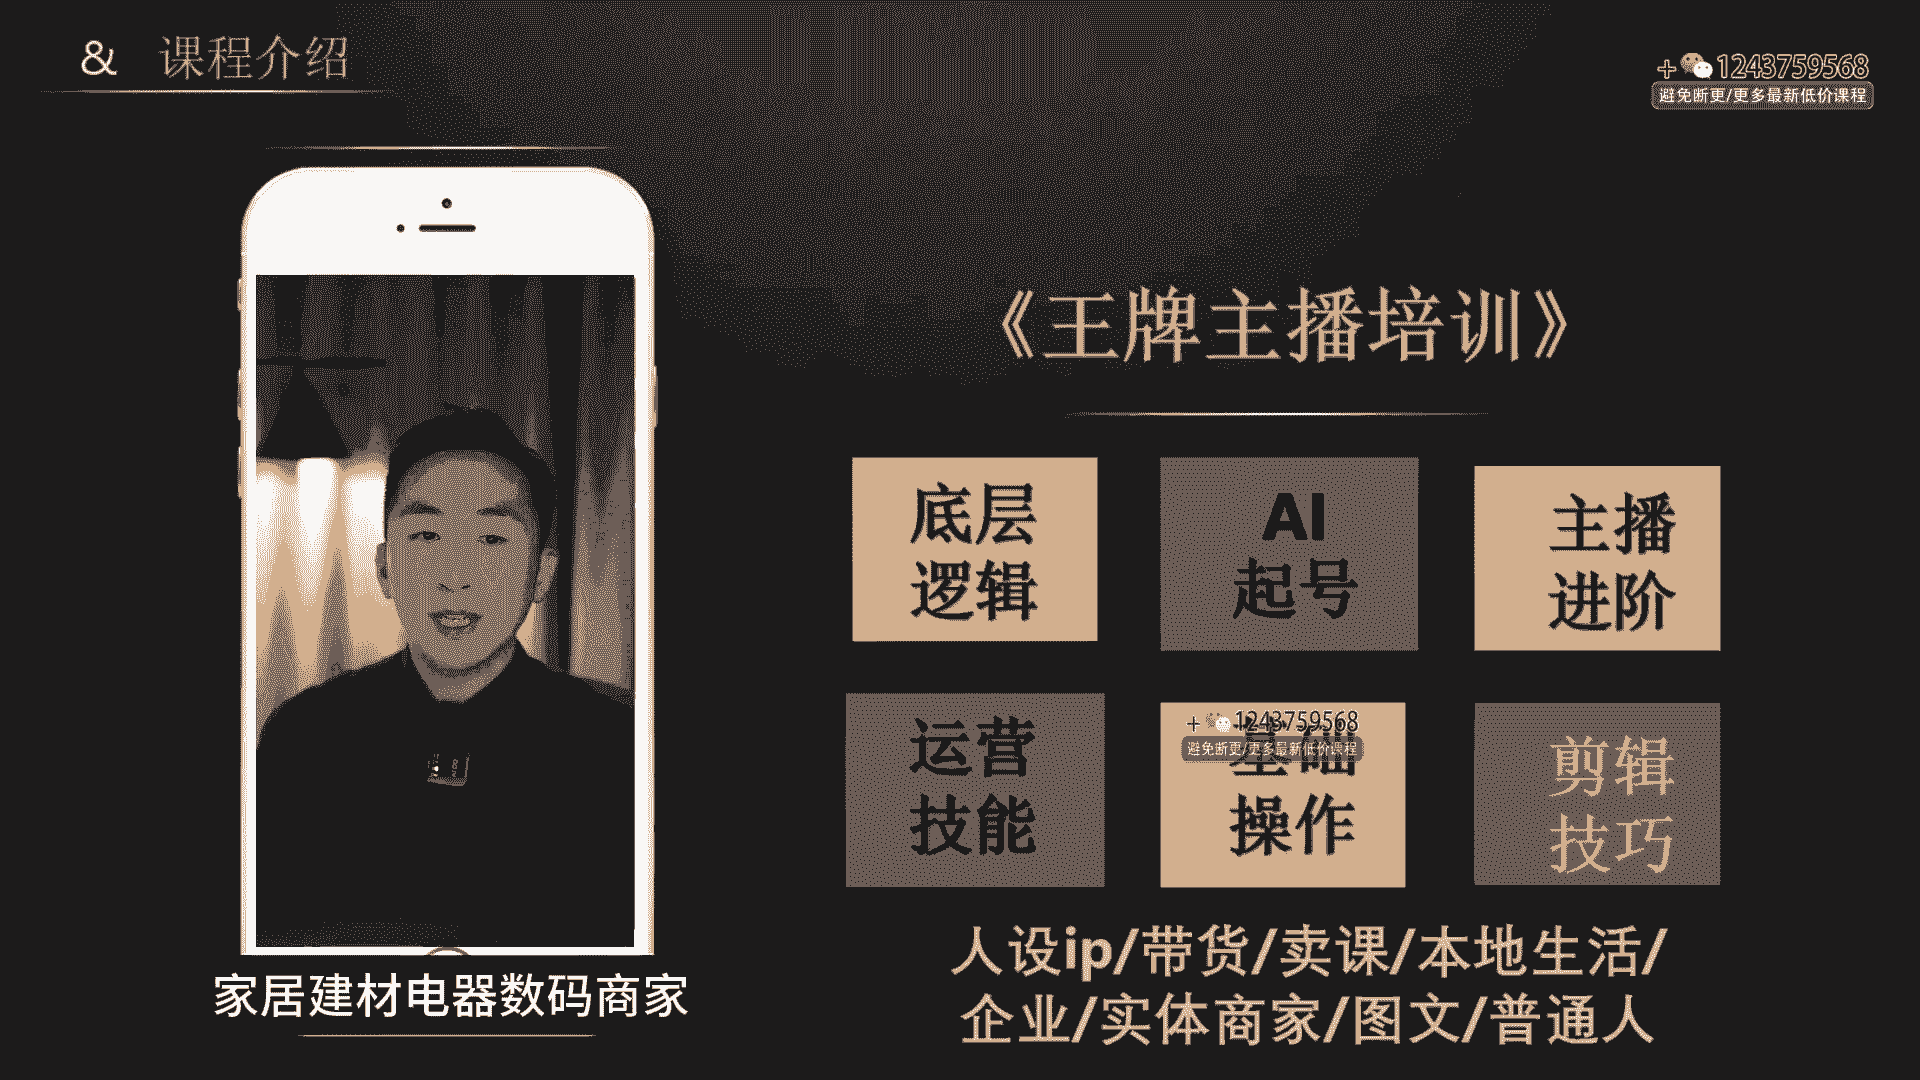 & 课程介绍
+1243759568
避免断更/更多最新低价课程
《王牌主播培训》
底层
逻辑
AI
起号
主播
进阶
运营
技能
+1243759568
避免断更/更多最新低价课程
基础
操作
剪辑
技巧
人设ip/带货/卖课/本地生活/
企业/实体商家/图文/普通人
家居建材电器数码商家